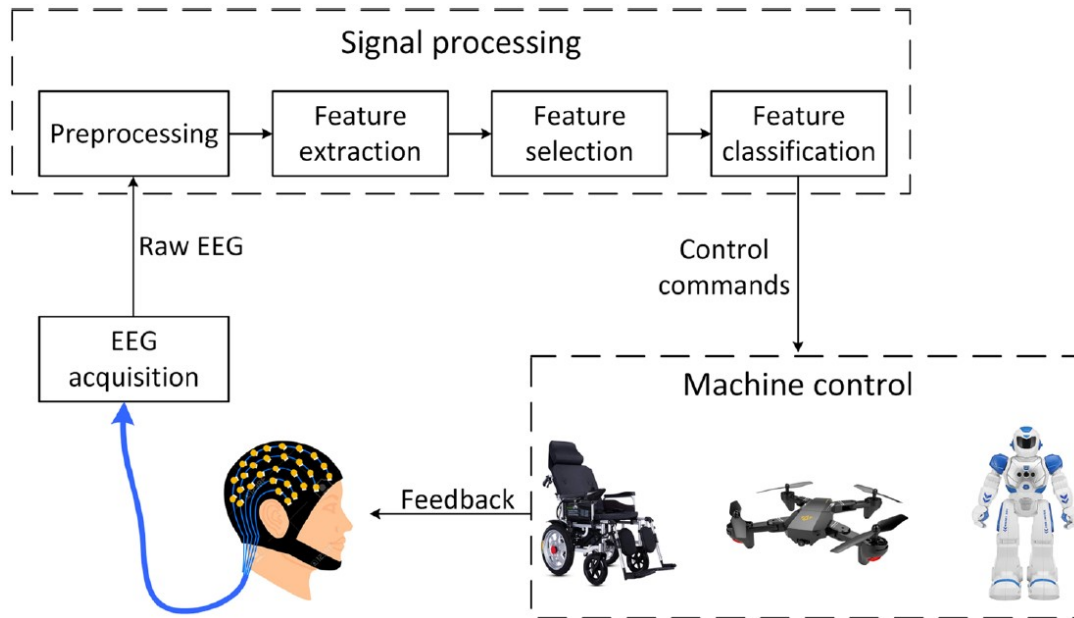 Signal processing
Preprocessing
Feature
extraction
Feature
selection
Feature
classification
Raw EEG
Control
commands
EEG
acquisition
Machine control
Feedback